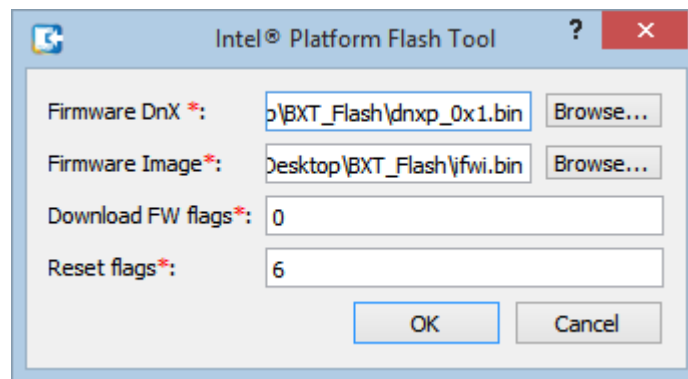 Intel® Platform Flash Tool ? ×
Firmware DnX *: p\BXT_Flash\dnxp_0x1.bin Browse...
Firmware Image*: Desktop\BXT_Flash\ifwi.bin Browse...
Download FW flags*: 0
Reset flags*: 6
OK Cancel